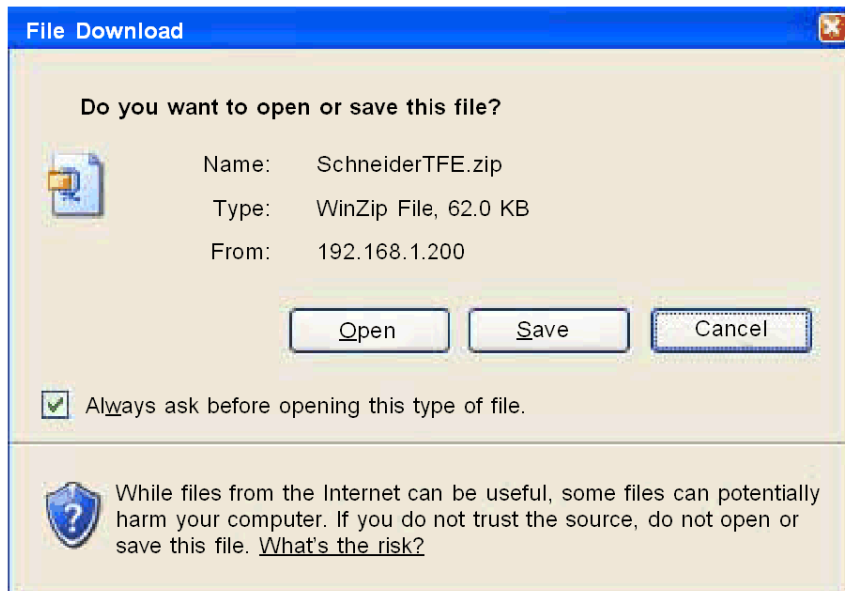 File Download
Do you want to open or save this file?
Name: SchneiderTFE.zip
Type: WinZip File, 62.0 KB
From: 192.168.1.200
Open Save Cancel
Always ask before opening this type of file.
While files from the Internet can be useful, some files can potentially
harm your computer. If you do not trust the source, do not open or
save this file. What's the risk?